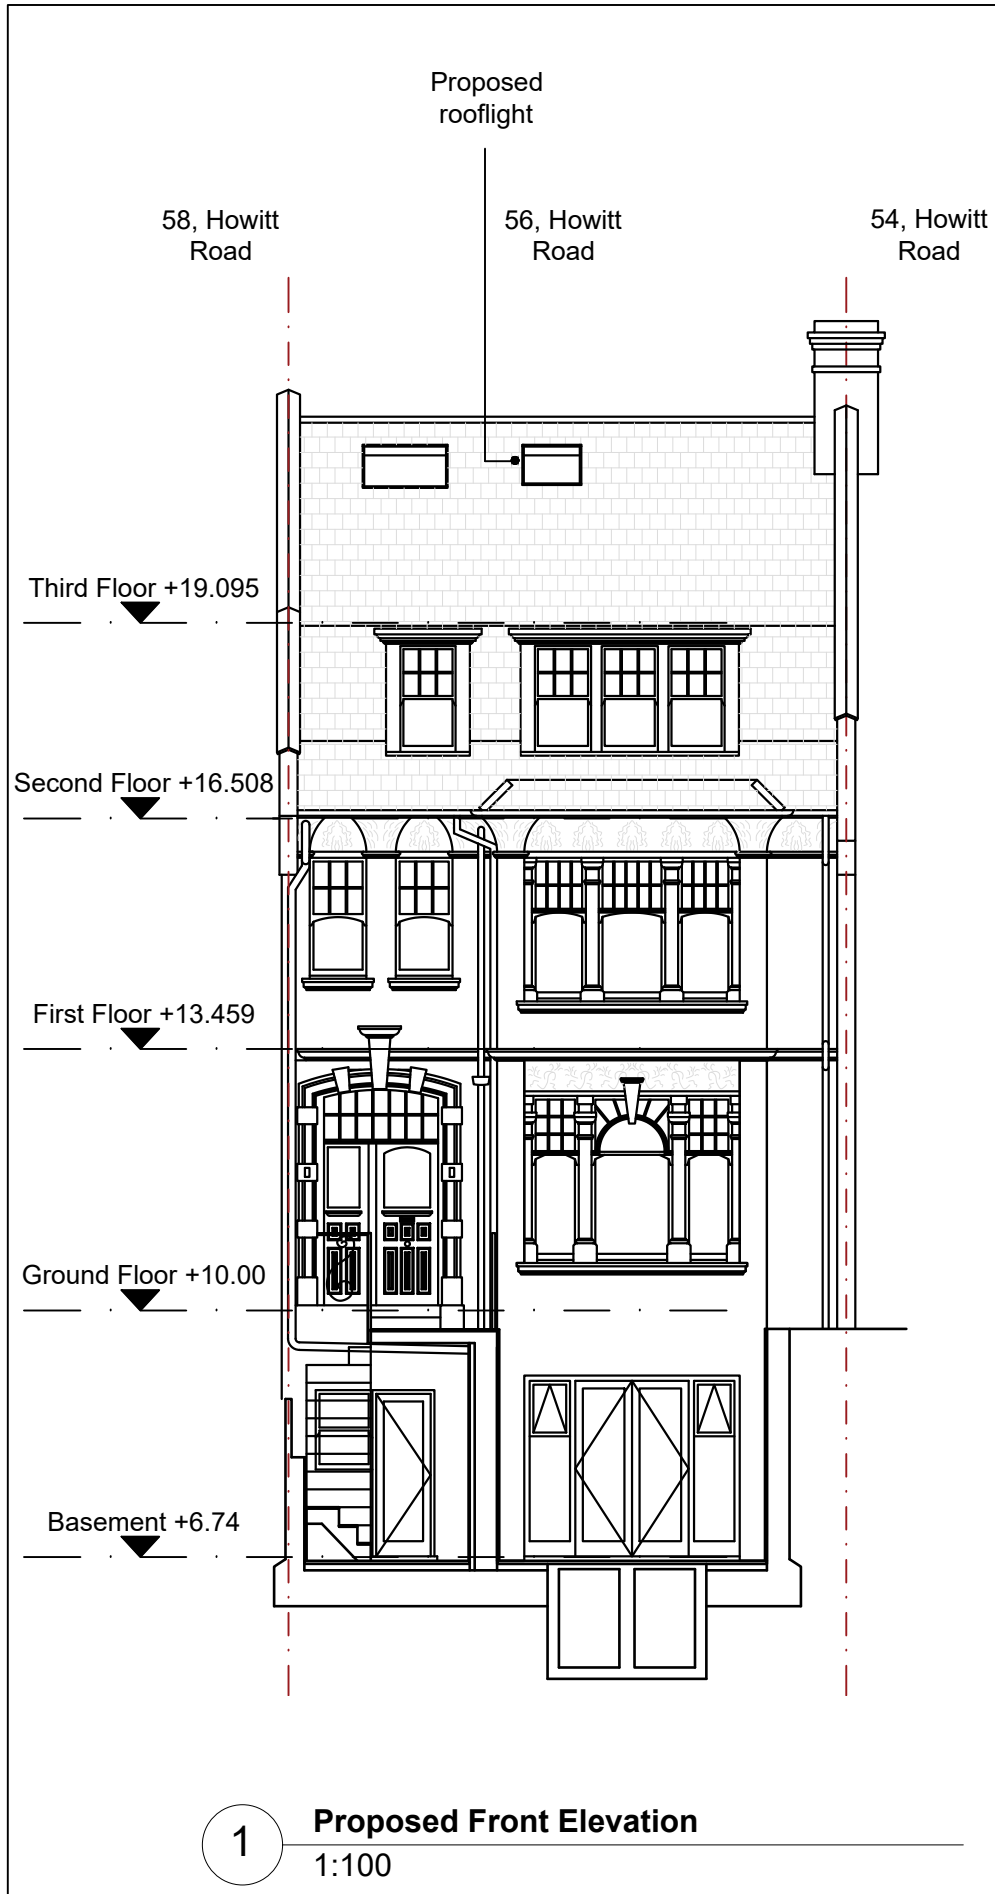 Proposed
rooflight
58, Howitt
Road
56, Howitt
Road
54, Howitt
Road
Third Floor +19.095
Second Floor +16.508
First Floor +13.459
Ground Floor +10.00
Basement +6.74
1
Proposed Front Elevation
1:100